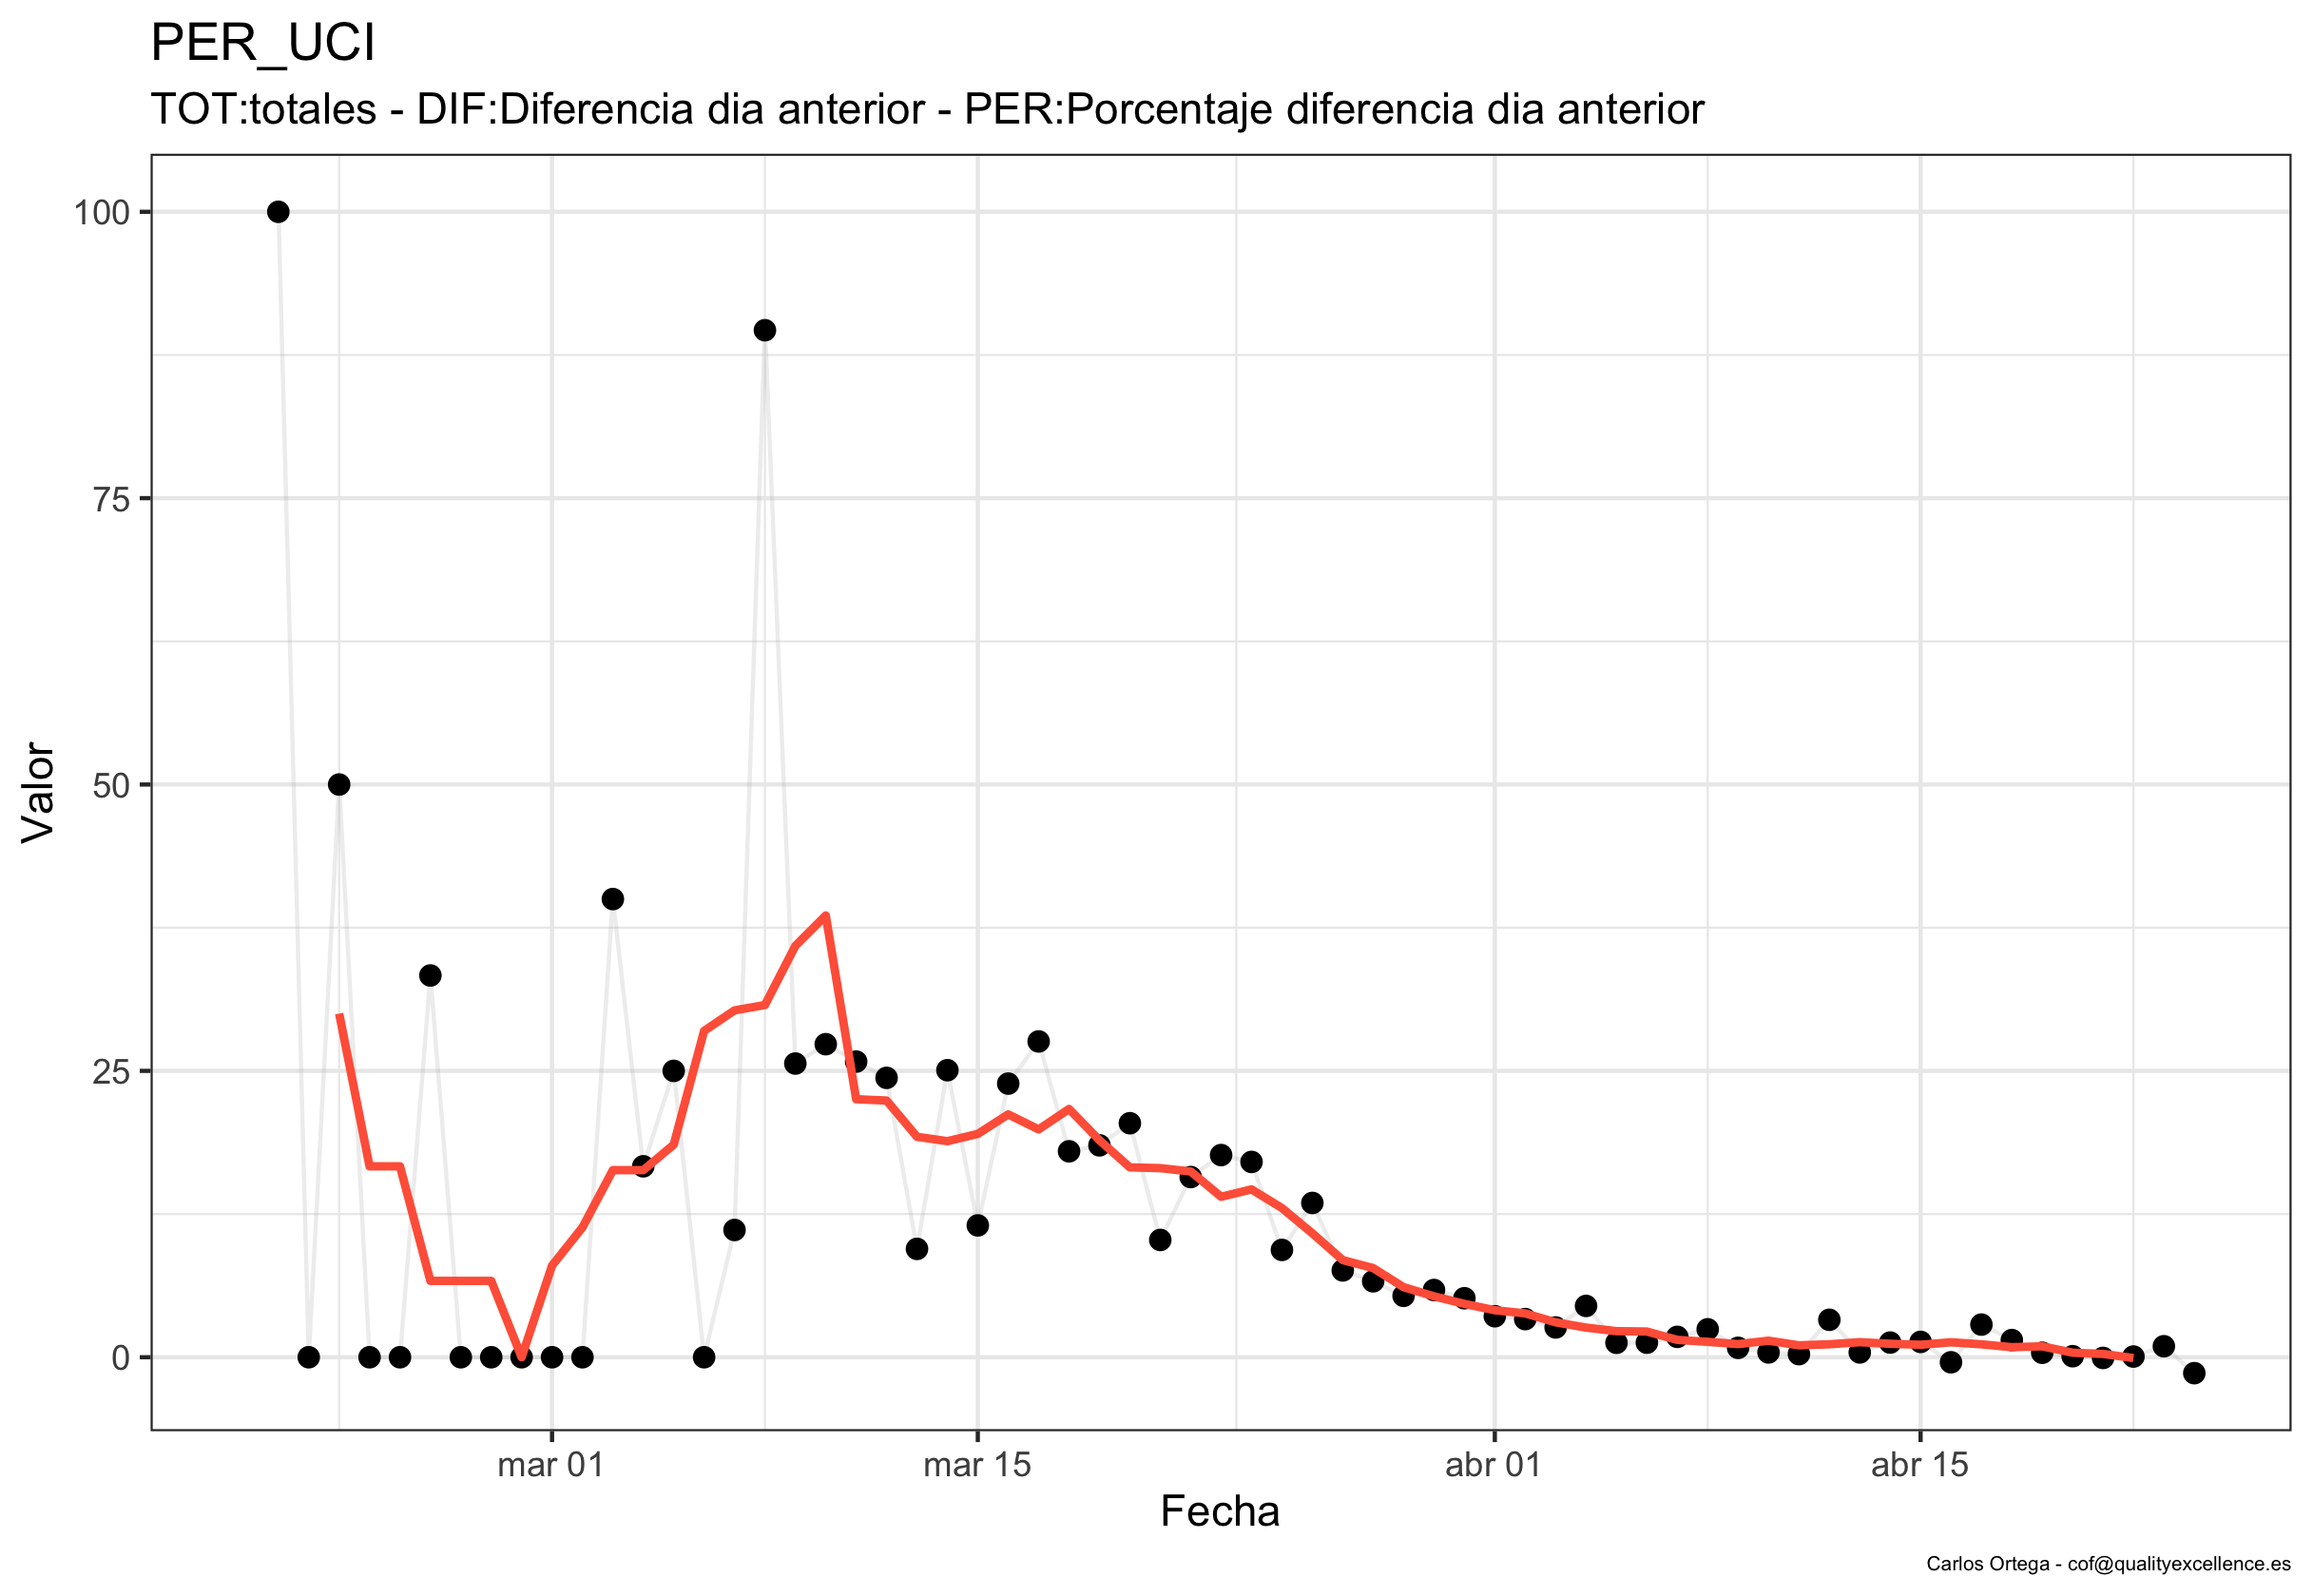 PER_UCI
TOT:totales - DIF:Diferencia dia anterior - PER:Porcentaje diferencia dia anterior
100
75
50
25
0
Valor
mar 01 mar 15 abr 01 abr 15
Fecha
Carlos Ortega - cof@qualityexcellence.es